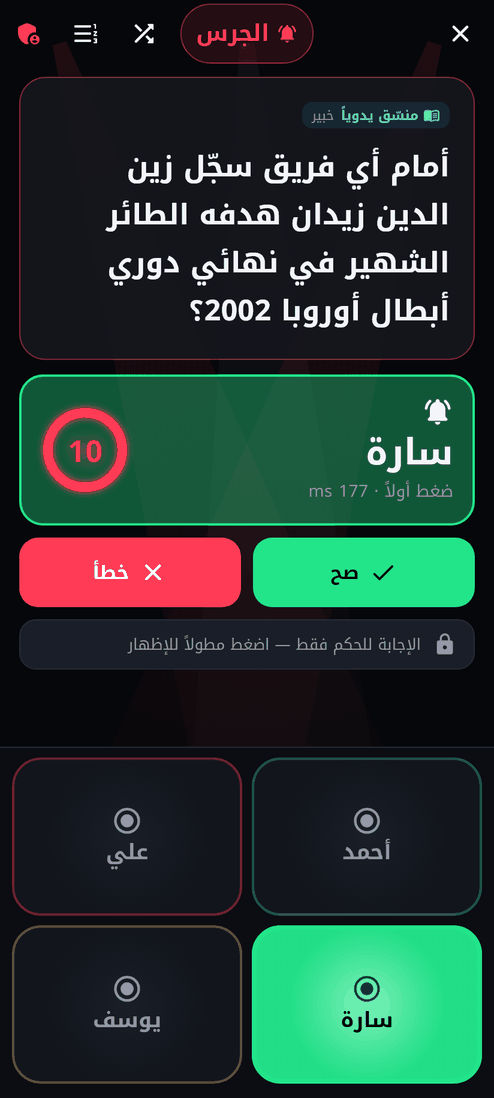 الجرس
منسّق يدوياً خبير
أمام أي فريق سجّل زين
الدين زيدان هدفه الطائر
الشهير في نهائي دوري
أبطال أوروبا 2002؟
سارة
ضغط أولاً · 177 ms
10
صح
خطأ
الإجابة للحكم فقط — اضغط مطولاً للإظهار
أحمد
علي
سارة
يوسف